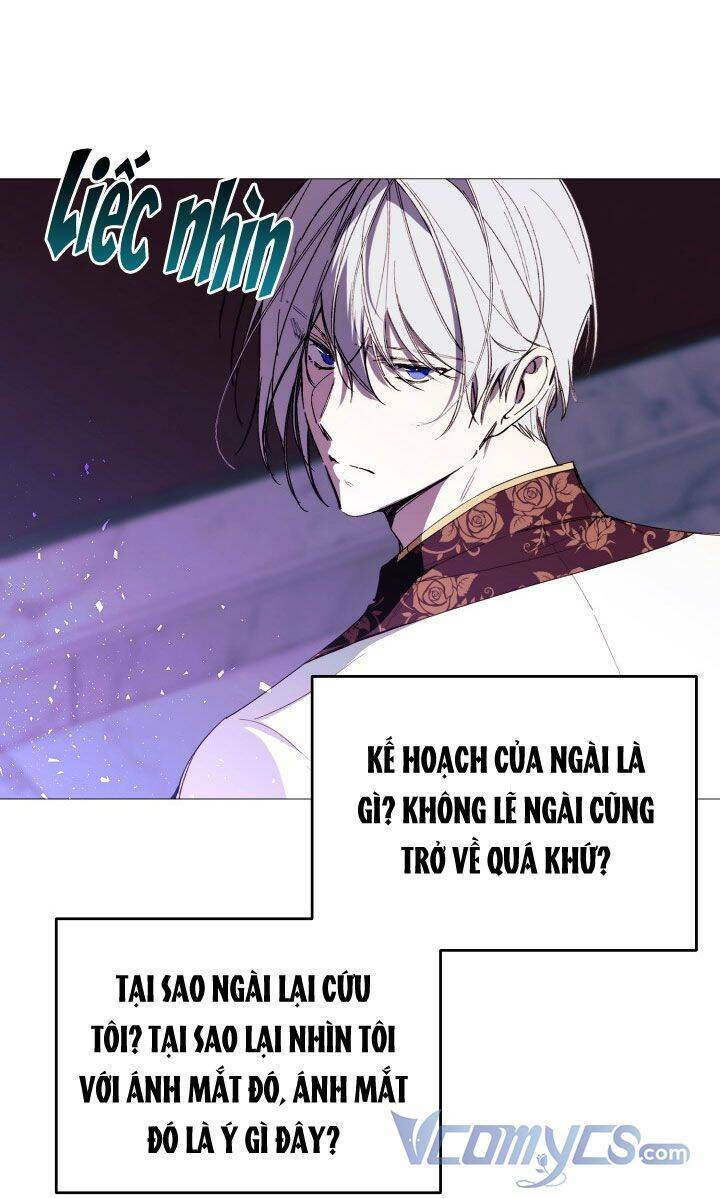 Liếc nhìn
KẾ HOẠCH CỦA NGÀI LÀ
GÌ? KHÔNG LẼ NGÀI CŨNG
TRỞ VỀ QUÁ KHỨ?
TẠI SAO NGÀI LẠI CỨU
TÔI? TẠI SAO LẠI NHÌN TÔI
VỚI ÁNH MẮT ĐÓ, ÁNH MẮT
ĐÓ LÀ Ý GÌ ĐÂY?
VCOMYCS.com